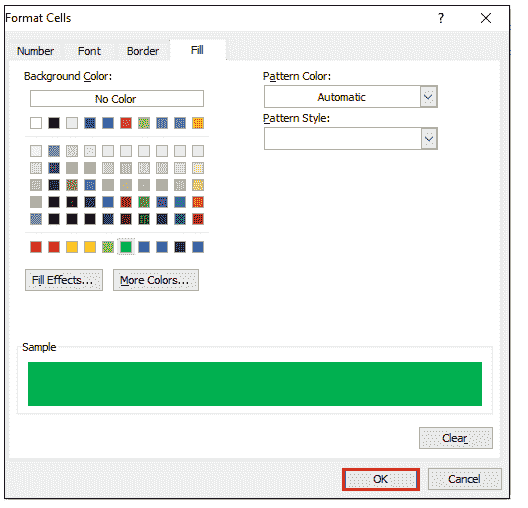 Format Cells
? ×
Number Font Border Fill
Background Color:
No Color
Fill Effects...
More Colors...
Pattern Color:
Automatic
Pattern Style:
Sample
Clear
OK
Cancel